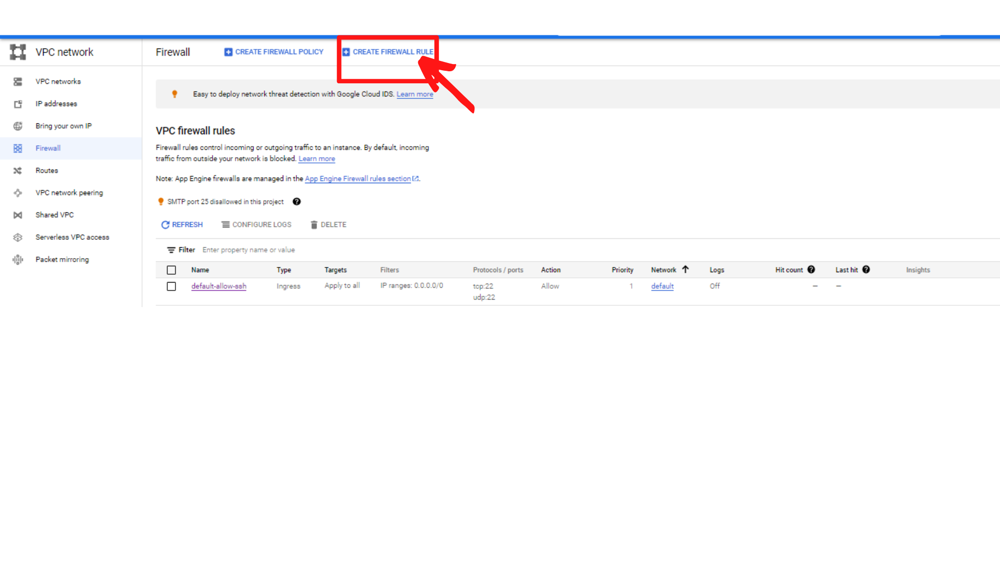 VPC network
Firewall
CREATE FIREWALL POLICY
CREATE FIREWALL RULE
VPC networks
IP addresses
Bring your own IP
Firewall
Routes
VPC network peering
Shared VPC
Serverless VPC access
Packet mirroring
Easy to deploy network threat detection with Google Cloud IDS. Learn more
VPC firewall rules
Firewall rules control incoming or outgoing traffic to an instance. By default, incoming
traffic from outside your network is blocked. Learn more
Note: App Engine firewalls are managed in the App Engine Firewall rules section.
SMTP port 25 disallowed in this project
REFRESH CONFIGURE LOGS DELETE
Filter Enter property name or value
Name Type Targets Filters Protocols / ports Action Priority Network Logs Hit count Last hit Insights
default-allow-ssh Ingress Apply to all IP ranges: 0.0.0.0/0 tcp:22 Allow 1 default Off – –
udp:22